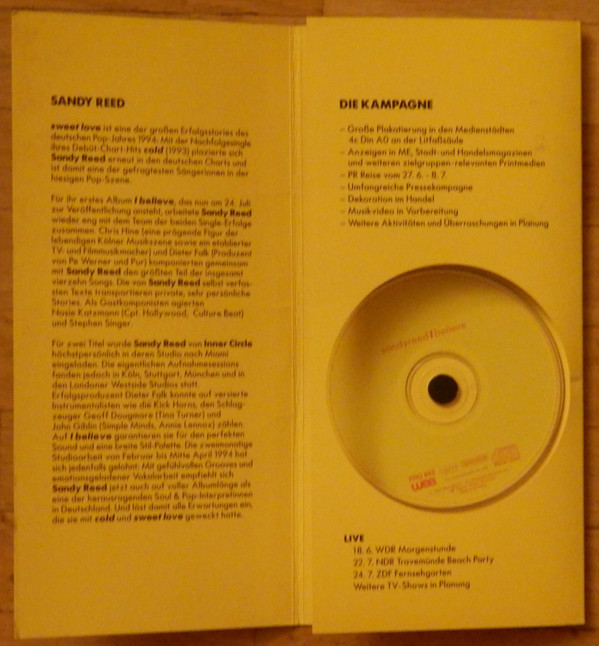 SANDY REED
sweet love ist eine der großen Erfolgsstories des
deutschen Pop-Jahres 1994: Mit der Nachfolgesingle
ihres Debüt-Chart-Hits cold (1993) plazierte sich
Sandy Reed erneut in den deutschen Charts und
ist damit eine der gefragtesten Sängerinnen in der
hiesigen Pop-Szene.
Für ihr erstes Album I believe, das nun am 24. Juli
zur Veröffentlichung ansteht, arbeitete Sandy Reed
wieder eng mit dem Team der beiden Single-Erfolge
zusammen. Chris Hine (eine prägende Figur der
lebendigen Kölner Musikszene sowie ein etablierter
TV- und Filmmusikmacher) und Dieter Falk (Produzent
von Pe Werner und Pur) komponierten gemeinsam
mit Sandy Reed den größten Teil der insgesamt
vierzehn Songs. Die von Sandy Reed selbst verfas-
sten Texte transportieren private, sehr persönliche
Stories. Als Gastkomponisten agierten
Nosie Katzmann (Cpt. Hollywood, Culture Beat)
und Stephen Singer.
Für zwei Titel wurde Sandy Reed von Inner Circle
höchstpersönlich in deren Studio nach Miami
eingeladen. Die eigentlichen Aufnahmesessions
fanden jedoch in Köln, Stuttgart, München und in
den Londoner Westside Studios statt.
Erfolgsproduzent Dieter Falk konnte auf versierte
Instrumentalisten wie die Kick Horns, den Schlag-
zeuger Geoff Dougmore (Tina Turner) und
John Giblin (Simple Minds, Annie Lennox) zählen.
Auf I believe garantieren sie für den perfekten
Sound und eine breite Stil-Palette. Die zweimonatige
Studioarbeit von Februar bis Mitte April 1994 hat
sich jedenfalls gelohnt. Mit gefühlvollen Grooves und
emotionsgeladener Vokalarbeit empfiehlt sich
Sandy Reed jetzt auch auf voller Albumlänge als
eine der herausragenden Soul & Pop-Interpretinnen
in Deutschland. Und löst damit alle Erwartungen ein,
die sie mit cold und sweet love geweckt hatte.
DIE KAMPAGNE
– Große Plakatierung in den Medienstädten
4x Din A0 an der Litfaßsäule
– Anzeigen in ME, Stadt- und Handelsmagazinen
und weiteren zielgruppen-relevanten Printmedien
– PR Reise vom 27. 6. - 8. 7.
– Umfangreiche Pressekampagne
– Dekoration im Handel
– Musikvideo in Vorbereitung
– Weitere Aktivitäten und Überraschungen in Planung
sandyreedIbelieve
wea
LIVE
18. 6. WDR Morgenstunde
22. 7. NDR Travemünde Beach Party
24. 7. ZDF Fernsehgarten
Weitere TV-Shows in Planung